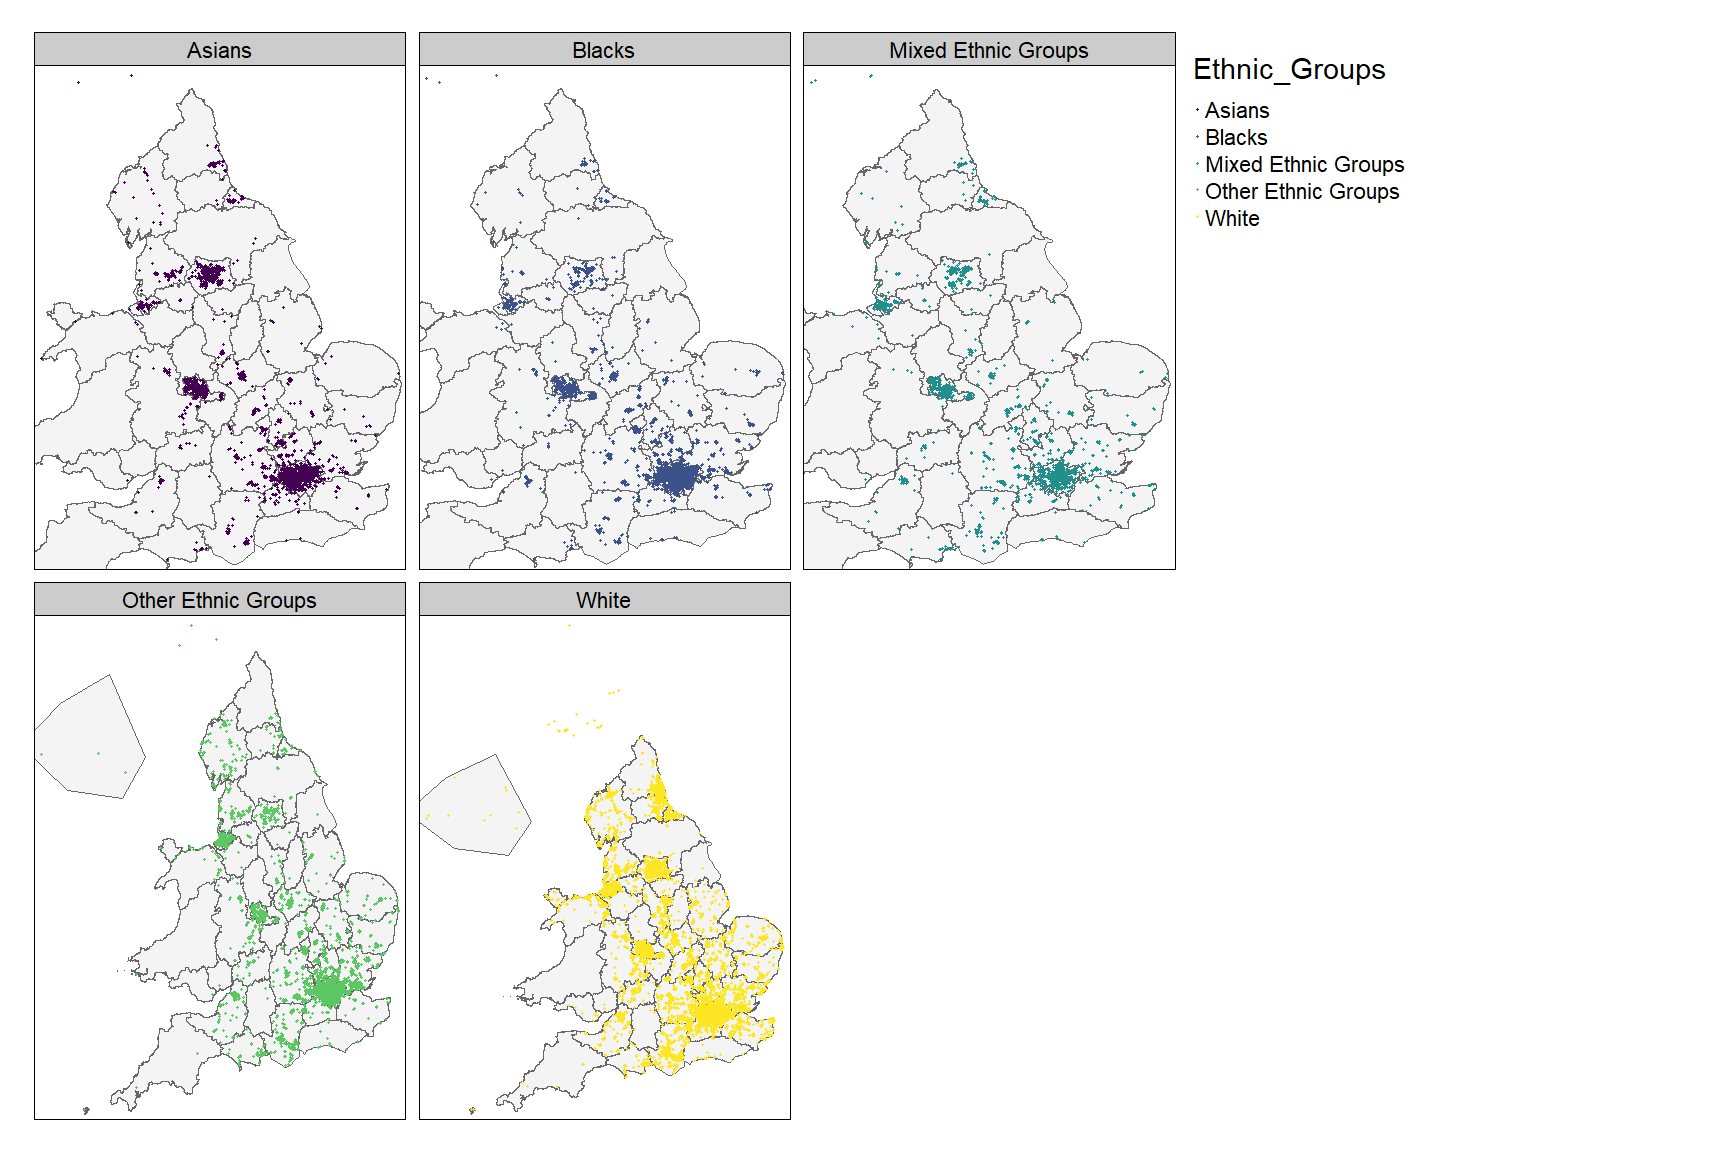 Asians
Blacks
Mixed Ethnic Groups
Ethnic_Groups
Asians
Blacks
Mixed Ethnic Groups
Other Ethnic Groups
White
Other Ethnic Groups
White